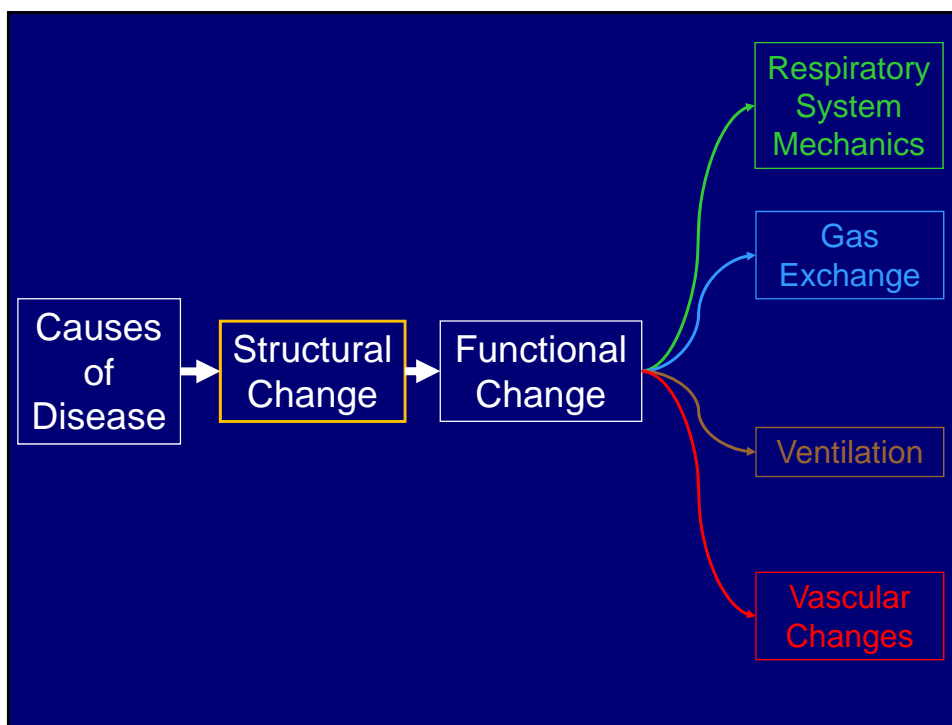 Causes
of
Disease
Structural
Change
Functional
Change
Respiratory
System
Mechanics
Gas
Exchange
Ventilation
Vascular
Changes